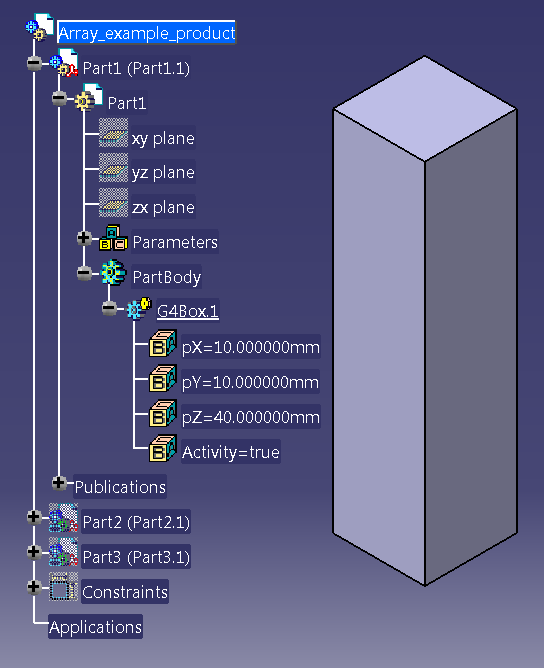 Array_example_product
Part1 (Part1.1)
Part1
xy plane
yz plane
zx plane
Parameters
PartBody
G4Box.1
pX=10.000000mm
pY=10.000000mm
pZ=40.000000mm
Activity=true
Publications
Part2 (Part2.1)
Part3 (Part3.1)
Constraints
Applications